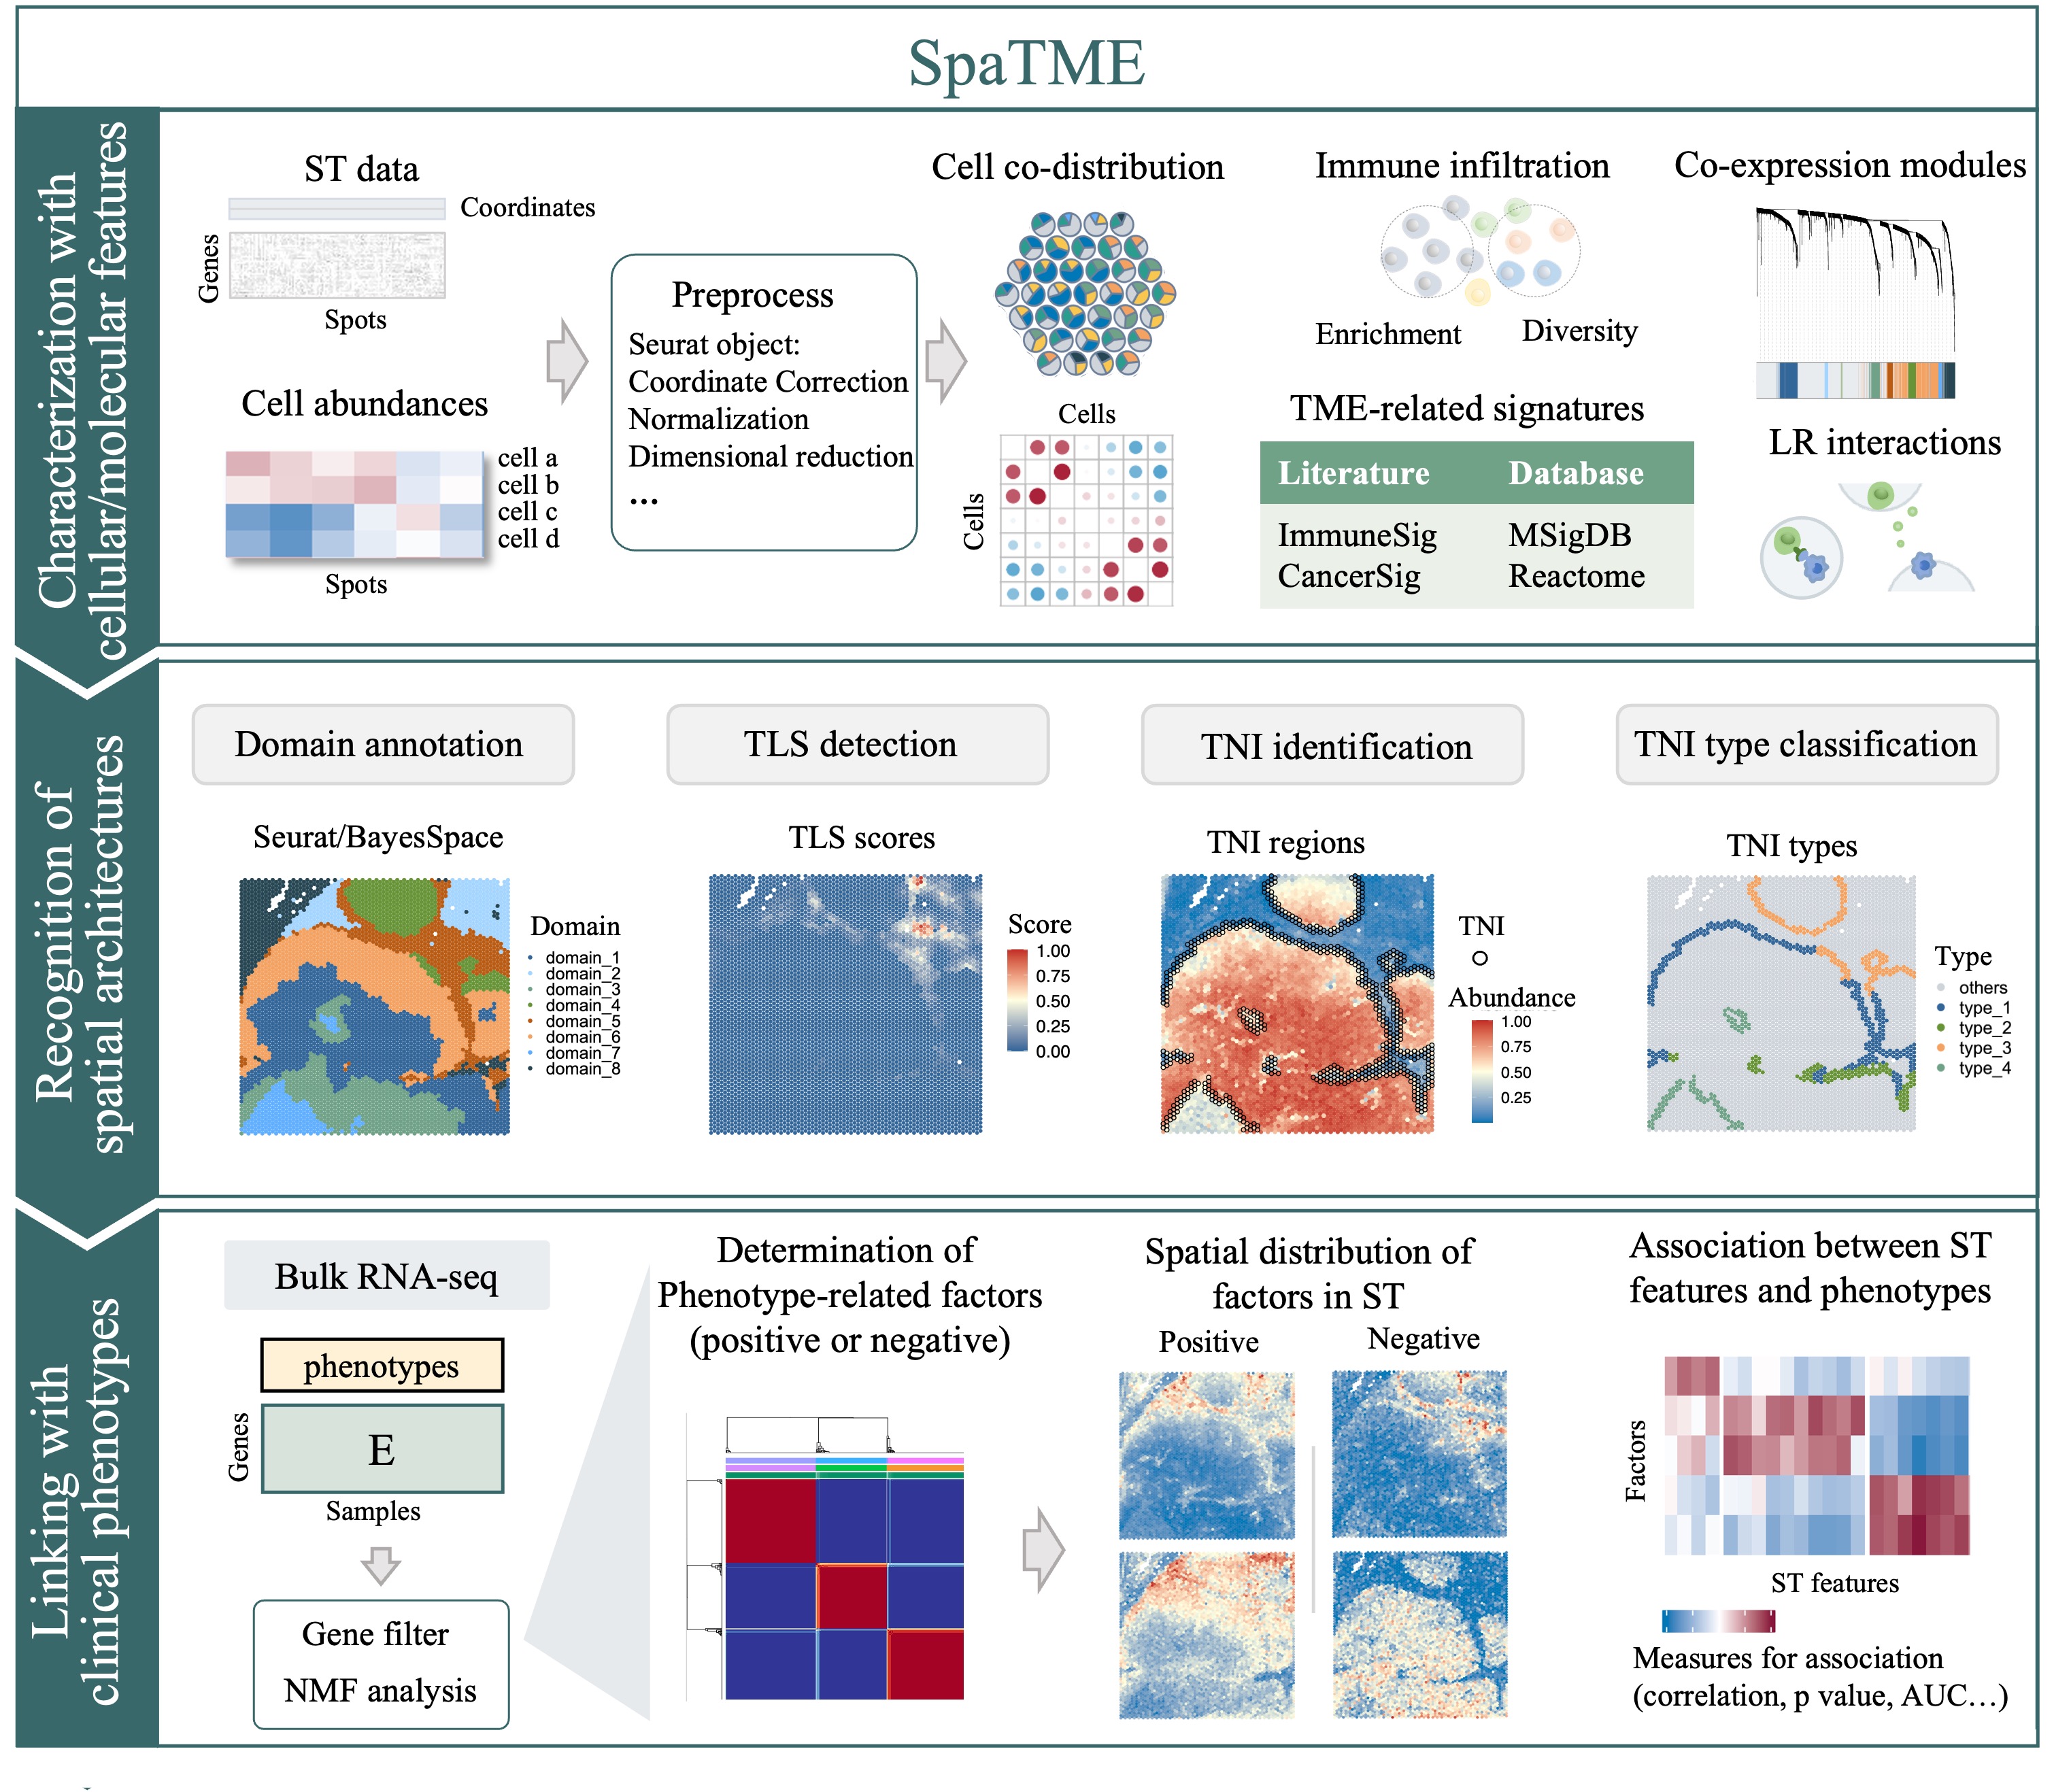 SpaTME
Characterization with
cellular/molecular features
ST data
Coordinates
Genes
Spots
Cell abundances
cell a
cell b
cell c
cell d
Spots
Preprocess
Seurat object:
Coordinate Correction
Normalization
Dimensional reduction
...
Cell co-distribution
Cells
Cells
Immune infiltration
Enrichment
Diversity
TME-related signatures
Literature Database
ImmuneSig MSigDB
CancerSig Reactome
Co-expression modules
LR interactions
Recognition of
spatial architectures
Domain annotation
Seurat/BayesSpace
Domain
domain_1
domain_2
domain_3
domain_4
domain_5
domain_6
domain_7
domain_8
TLS detection
TLS scores
Score
1.00
0.75
0.50
0.25
0.00
TNI identification
TNI regions
TNI
Abundance
1.00
0.75
0.50
0.25
TNI type classification
TNI types
Type
others
type_1
type_2
type_3
type_4
Linking with
clinical phenotypes
Bulk RNA-seq
phenotypes
Genes
E
Samples
Gene filter
NMF analysis
Determination of
Phenotype-related factors
(positive or negative)
Spatial distribution of
factors in ST
Positive
Negative
Association between ST
features and phenotypes
Factors
ST features
Measures for association
(correlation, p value, AUC…)